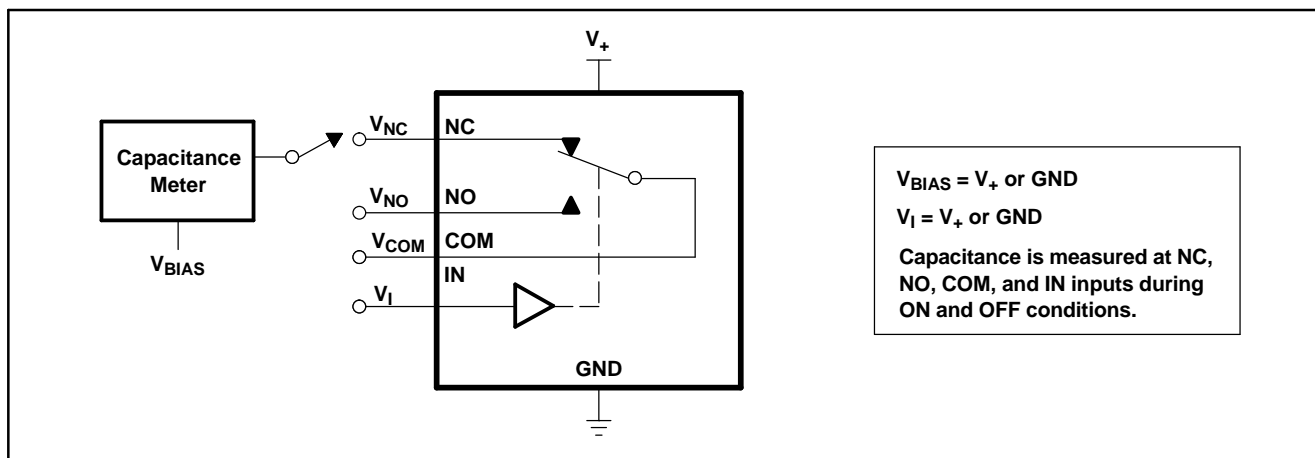 V+
VNC NC
Capacitance
Meter
VNO NO
VCOM COM
VBIAS
IN
VI
GND
VBIAS = V+ or GND
VI = V+ or GND
Capacitance is measured at NC,
NO, COM, and IN inputs during
ON and OFF conditions.